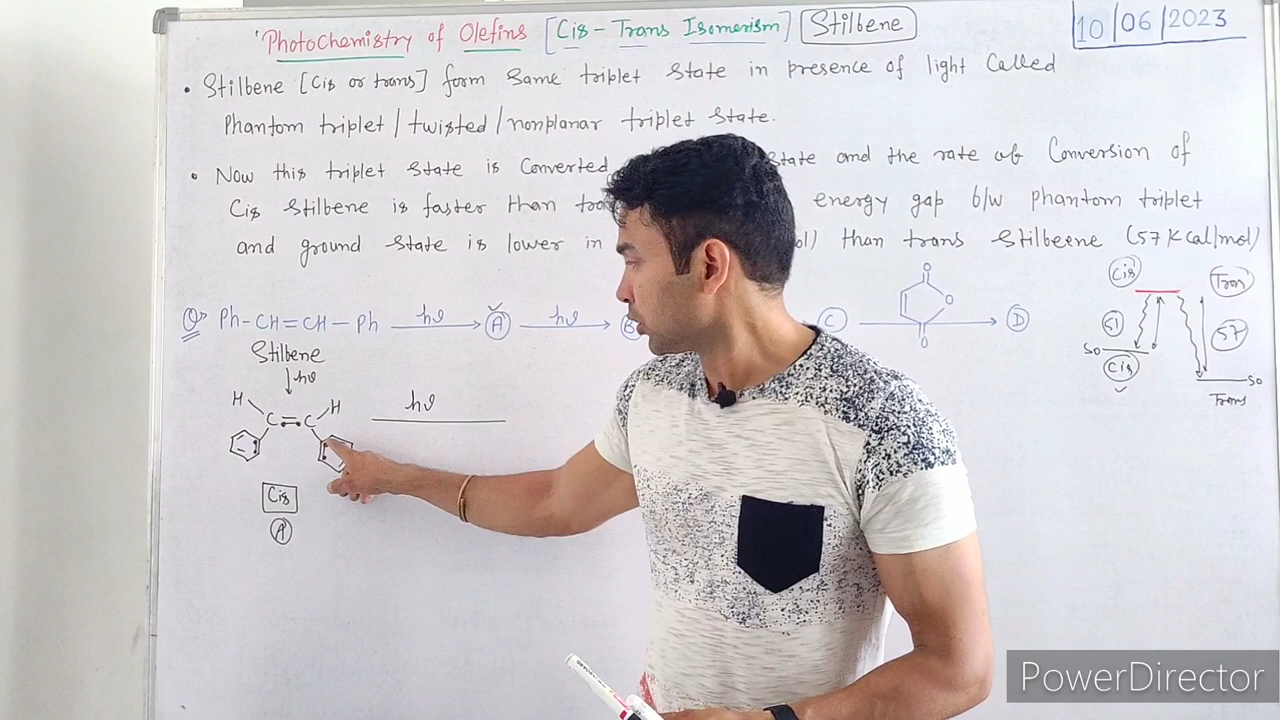 Photochemistry of Olefins [Cis-Trans Isomerism] Stilbene
10/06/2023
• Stilbene [Cis or trans] form same triplet state in presence of light called
Phantom triplet/twisted/nonplanar triplet state.
• Now this triplet state is converted state and the rate of Conversion of
Cis stilbene is faster than energy gap b/w phantom triplet
and ground state is lower in than trans stilbene (57 Kcal/mol)
Q> Ph-CH=CH-Ph hν A hν B C O O O D
Stilbene
hν
H C=C H hν
Cis
A
Cis Trans
51 57
S0 S0
Cis Trans
PowerDirector